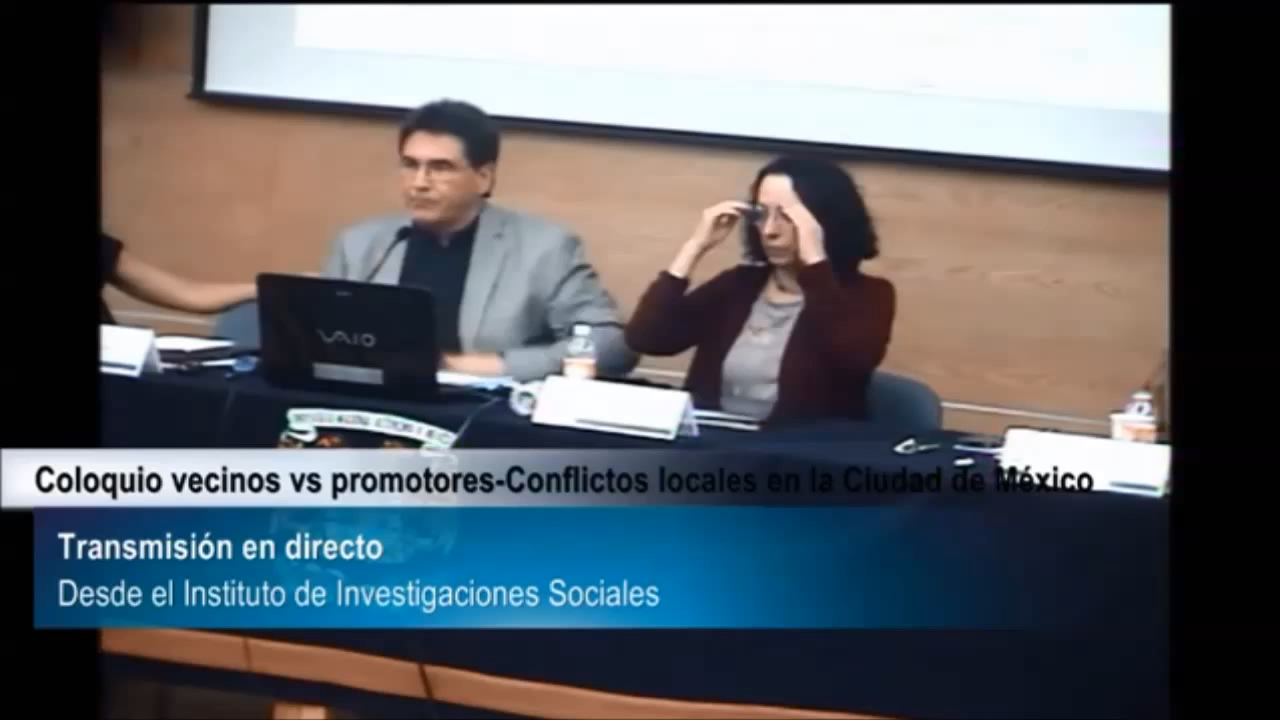 VAIO
Coloquio vecinos vs promotores-Conflictos locales en la Ciudad de México
Transmisión en directo
Desde el Instituto de Investigaciones Sociales